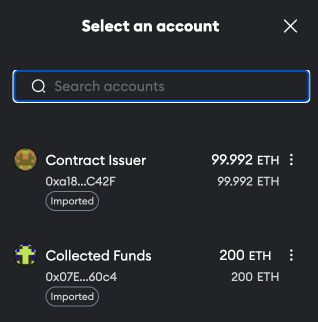 Select an account
Search accounts
Contract Issuer 99.992 ETH
0xa18...C42F 99.992 ETH
Imported
Collected Funds 200 ETH
0x07E...60c4 200 ETH
Imported